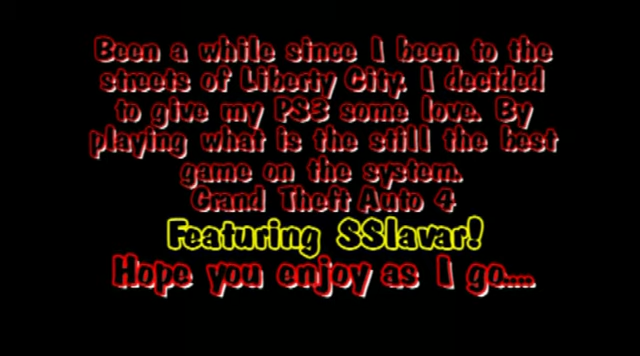 Been a while since I been to the
streets of Liberty City. I decided
to give my PS3 some love. By
playing what is the still the best
game on the system.
Grand Theft Auto 4
Featuring SSlavar!
Hope you enjoy as I go....